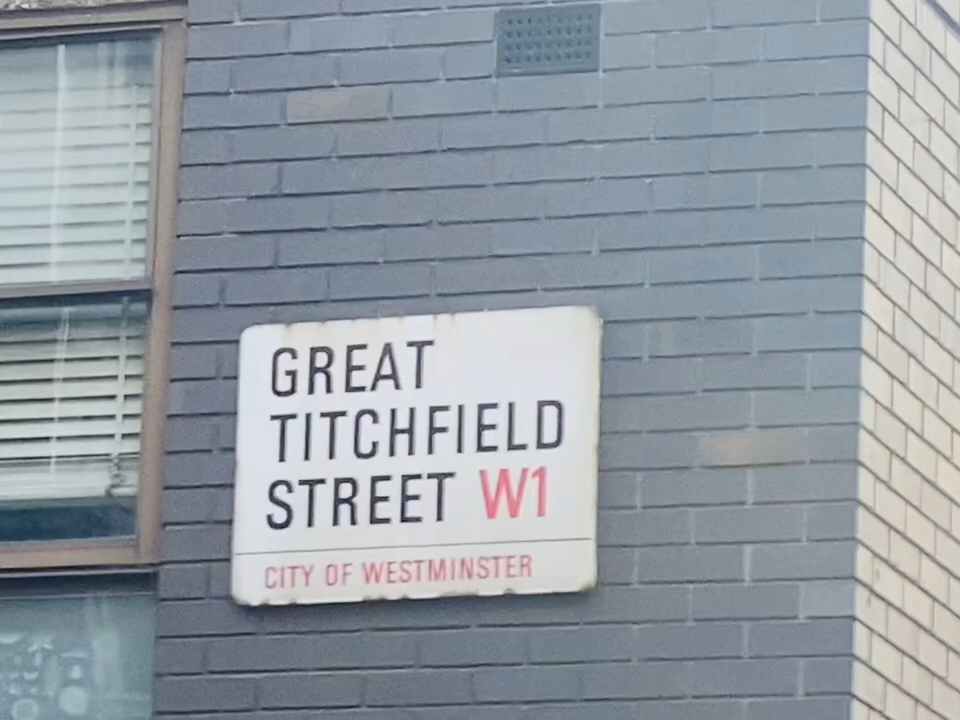 GREAT
TITCHFIELD
STREET W1
CITY OF WESTMINSTER